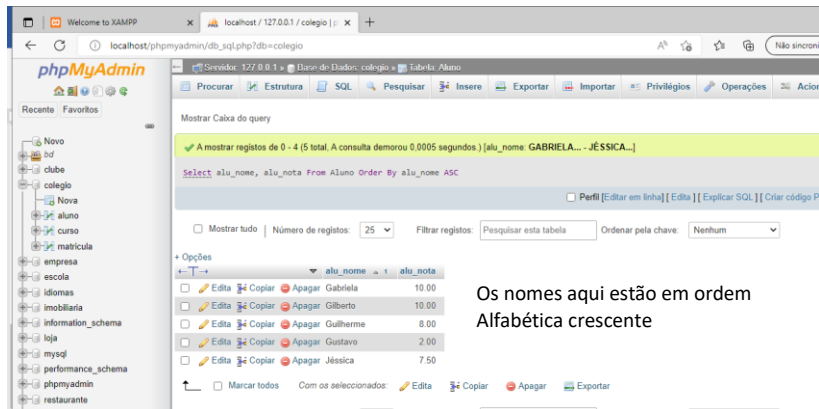 Welcome to XAMPP
localhost / 127.0.0.1 / colegio | p
localhost/phpmyadmin/db_sql.php?db=colegio
Não sincroni
phpMyAdmin
Recente Favoritos
Novo
bd
clube
colegio
Nova
aluno
curso
matricula
empresa
escola
idiomas
imobiliaria
information_schema
loja
mysql
performance_schema
phpmyadmin
restaurante
Servidor: 127.0.0.1 » Base de Dados: colegio » Tabela: Aluno
Procurar Estrutura SQL Pesquisar Insere Exportar Importar Privilégios Operações Acion
Mostrar Caixa do query
A mostrar registos de 0 - 4 (5 total, A consulta demorou 0,0005 segundos.) [alu_nome: GABRIELA... - JÉSSICA...]
Select alu_nome, alu_nota From Aluno Order By alu_nome ASC
Perfil [Editar em linha] [ Edita ] [ Explicar SQL ] [ Criar código P
Mostrar tudo | Número de registos: 25 Filtrar registos: Pesquisar esta tabela Ordenar pela chave: Nenhum
+ Opções
←T→ alu_nome 1 alu_nota
Edita Copiar Apagar Gabriela 10.00
Edita Copiar Apagar Gilberto 10.00
Edita Copiar Apagar Guilherme 8.00
Edita Copiar Apagar Gustavo 2.00
Edita Copiar Apagar Jéssica 7.50
Os nomes aqui estão em ordem
Alfabética crescente
Marcar todos Com os seleccionados: Edita Copiar Apagar Exportar